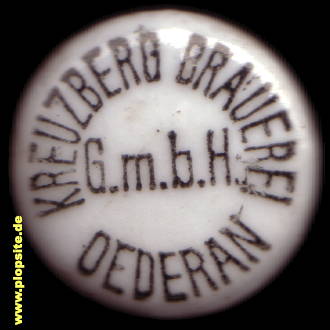 KREUZBERG BRAUEREI
G.m.b.H.
OEDERAN
www.plopsite.de